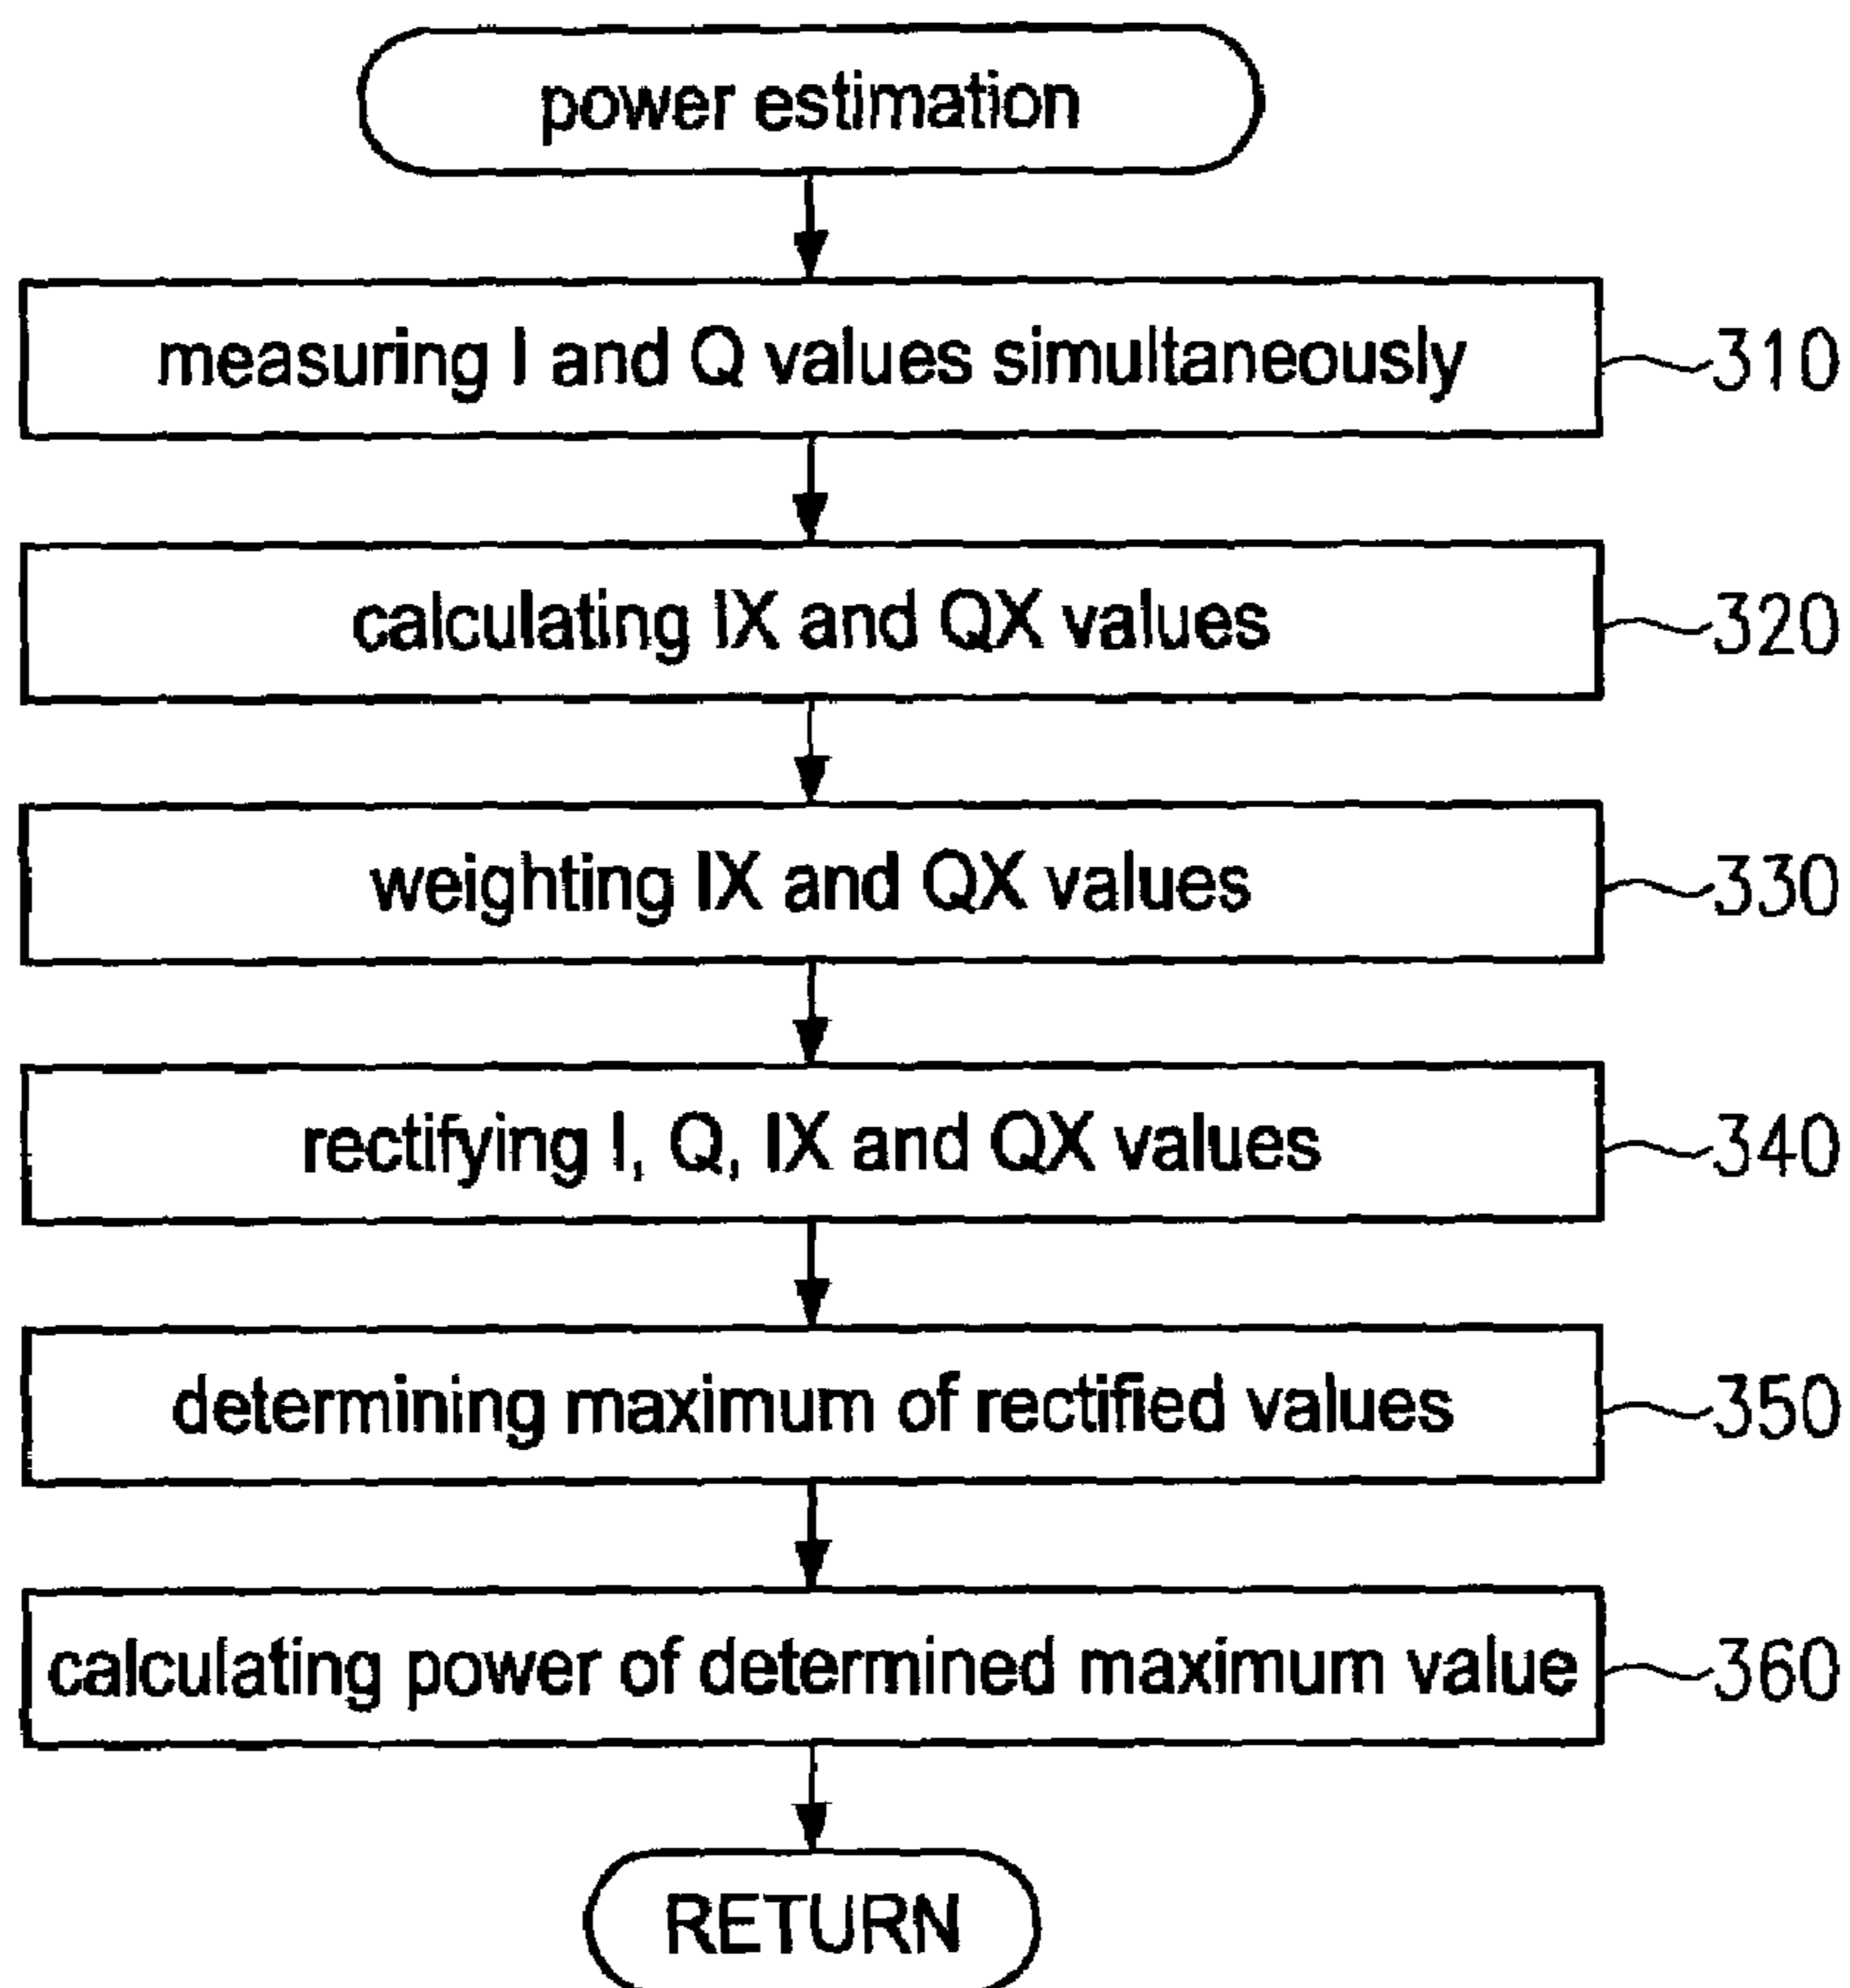 power estimation
measuring I and Q values simultaneously
310
calculating IX and QX values
320
weighting IX and QX values
330
rectifying I, Q, IX and QX values
340
determining maximum of rectified values
350
calculating power of determined maximum value
360
RETURN